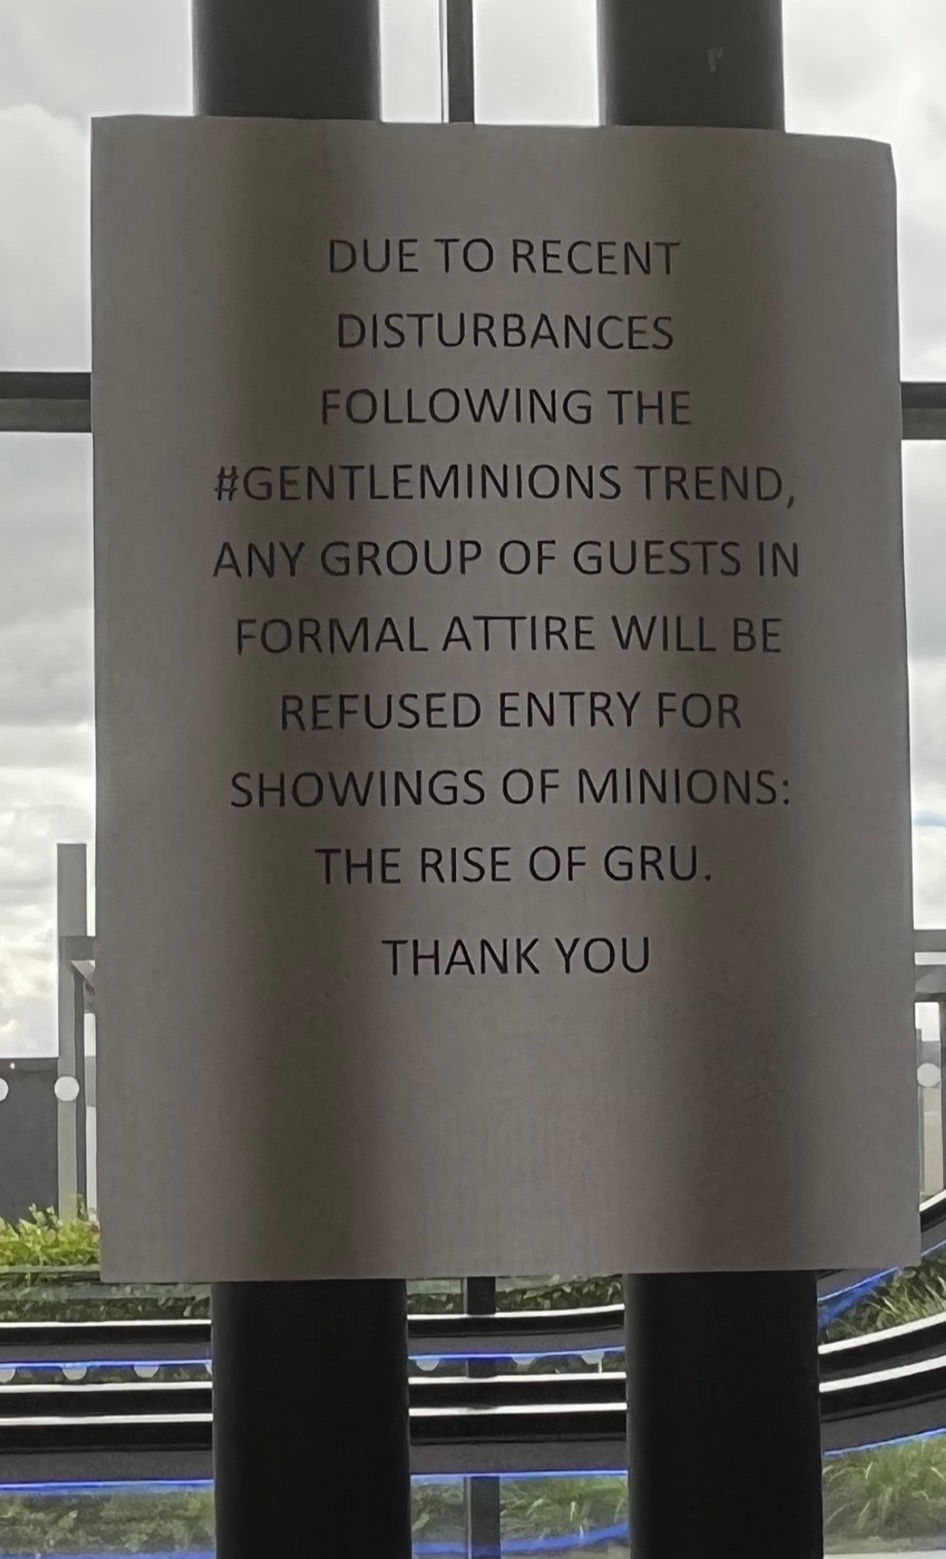 DUE TO RECENT
DISTURBANCES
FOLLOWING THE
#GENTLEMINIONS TREND,
ANY GROUP OF GUESTS IN
FORMAL ATTIRE WILL BE
REFUSED ENTRY FOR
SHOWINGS OF MINIONS:
THE RISE OF GRU.
THANK YOU